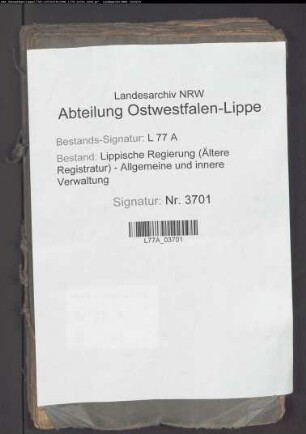 Landesarchiv NRW
Abteilung Ostwestfalen-Lippe
Bestands-Signatur: L 77 A
Bestand: Lippische Regierung (Ältere
Registratur) - Allgemeine und innere
Verwaltung
Signatur: Nr. 3701
L77A_03701